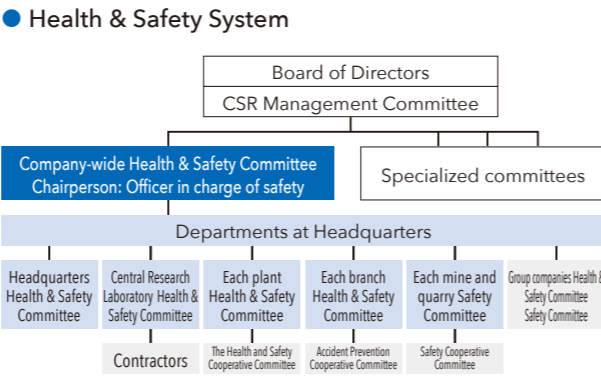 Health & Safety System
Board of Directors
CSR Management Committee
Company-wide Health & Safety Committee
Chairperson: Officer in charge of safety
Specialized committees
Departments at Headquarters
Headquarters
Health & Safety
Committee
Central Research
Laboratory Health &
Safety Committee
Each plant
Health & Safety
Committee
Each branch
Health & Safety
Committee
Each mine and
quarry Safety
Committee
Group companies Health &
Safety Committee
Safety Committee
Contractors
The Health and Safety
Cooperative Committee
Accident Prevention
Cooperative Committee
Safety Cooperative
Committee